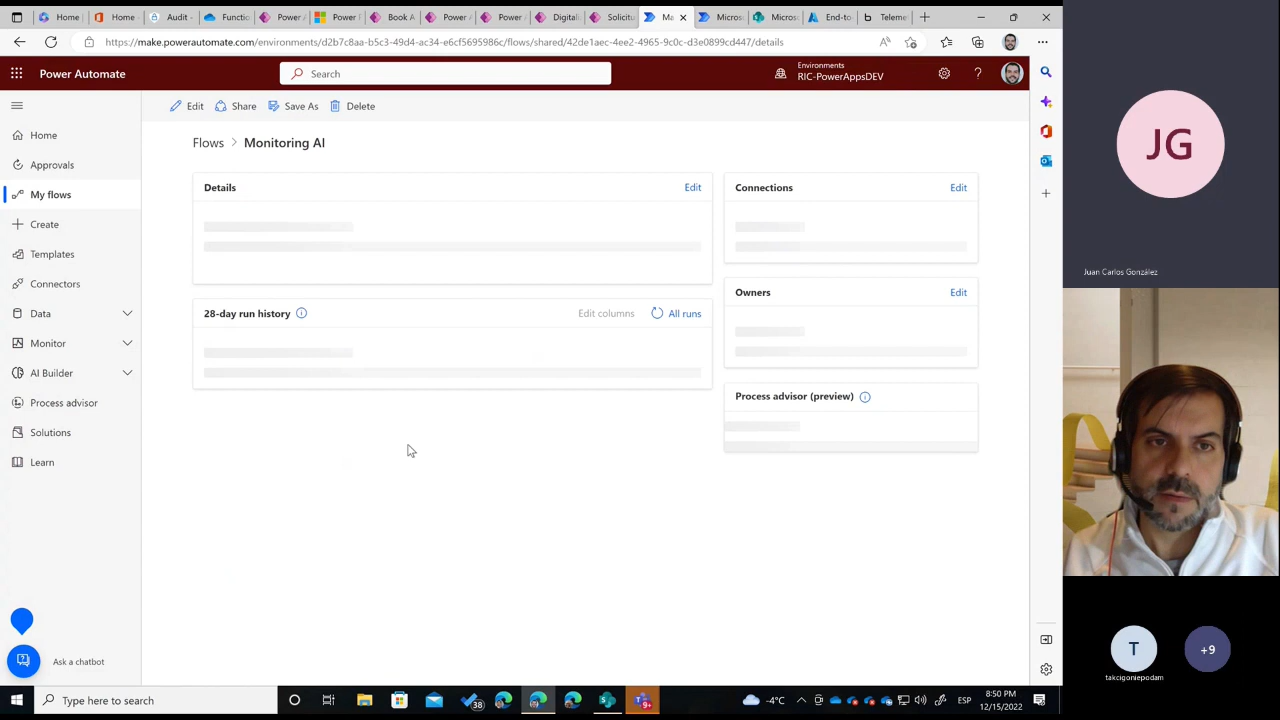 Home
Home
Audit
Functio
Power A
Power I
Book A
Power A
Power A
Digitali
Solicitu
Ma
Micros
Micros
End-to
Teleme
https://make.powerautomate.com/environments/d2b7c8aa-b5c3-49d4-ac34-e6cf5695986c/flows/shared/42de1aec-4ee2-4965-9c0c-d3e0899cd447/details
Power Automate
Search
Environments
RIC-PowerAppsDEV
Edit
Share
Save As
Delete
Home
Approvals
My flows
Create
Templates
Connectors
Data
Monitor
AI Builder
Process advisor
Solutions
Learn
Ask a chatbot
Flows > Monitoring AI
Details
Edit
28-day run history
Edit columns
All runs
Connections
Edit
Owners
Edit
Process advisor (preview)
JG
Juan Carlos González
T
+9
takcigoniepodam
Type here to search
38
9+
-4°C
ESP
8:50 PM
12/15/2022